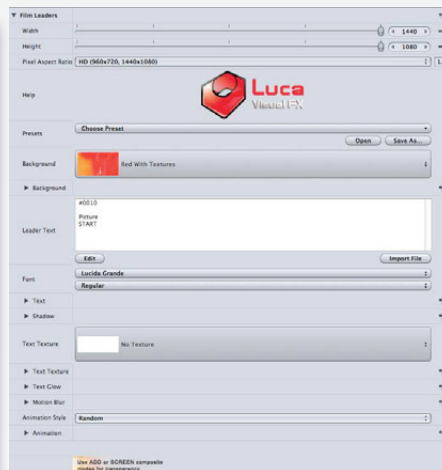 Film Leaders
Width 1440
Height 1080
Pixel Aspect Ratio HD (960x720, 1440x1080)
Help Luca
Visual FX
Presets Choose Preset
Open Save As...
Background Red With Textures
Background
#0010
Picture
START
Leader Text
Edit Import File
Font Lucida Grande
Regular
Text
Shadow
Text Texture No Texture
Text Texture
Text Glow
Motion Blur
Animation Style Random
Animation
Use ADD or SCREEN composite
modes for transparency